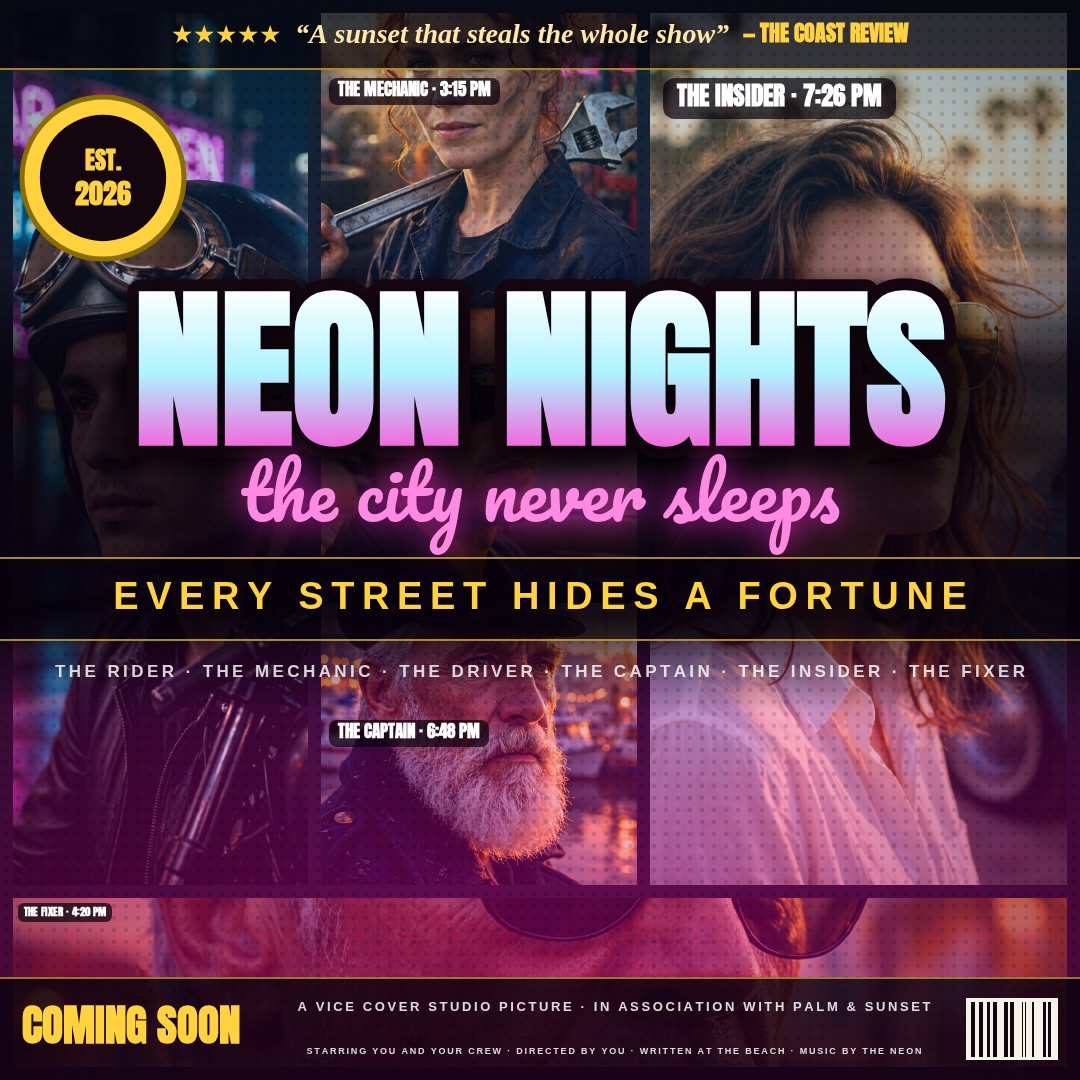 ★★★★★ “A sunset that steals the whole show” – THE COAST REVIEW
THE MECHANIC · 3:15 PM
THE INSIDER · 7:26 PM
EST.
2026
NEON NIGHTS
the city never sleeps
EVERY STREET HIDES A FORTUNE
THE RIDER · THE MECHANIC · THE DRIVER · THE CAPTAIN · THE INSIDER · THE FIXER
THE CAPTAIN · 6:48 PM
THE FIXER · 4:20 PM
COMING SOON
A VICE COVER STUDIO PICTURE · IN ASSOCIATION WITH PALM & SUNSET
STARRING YOU AND YOUR CREW · DIRECTED BY YOU · WRITTEN AT THE BEACH · MUSIC BY THE NEON